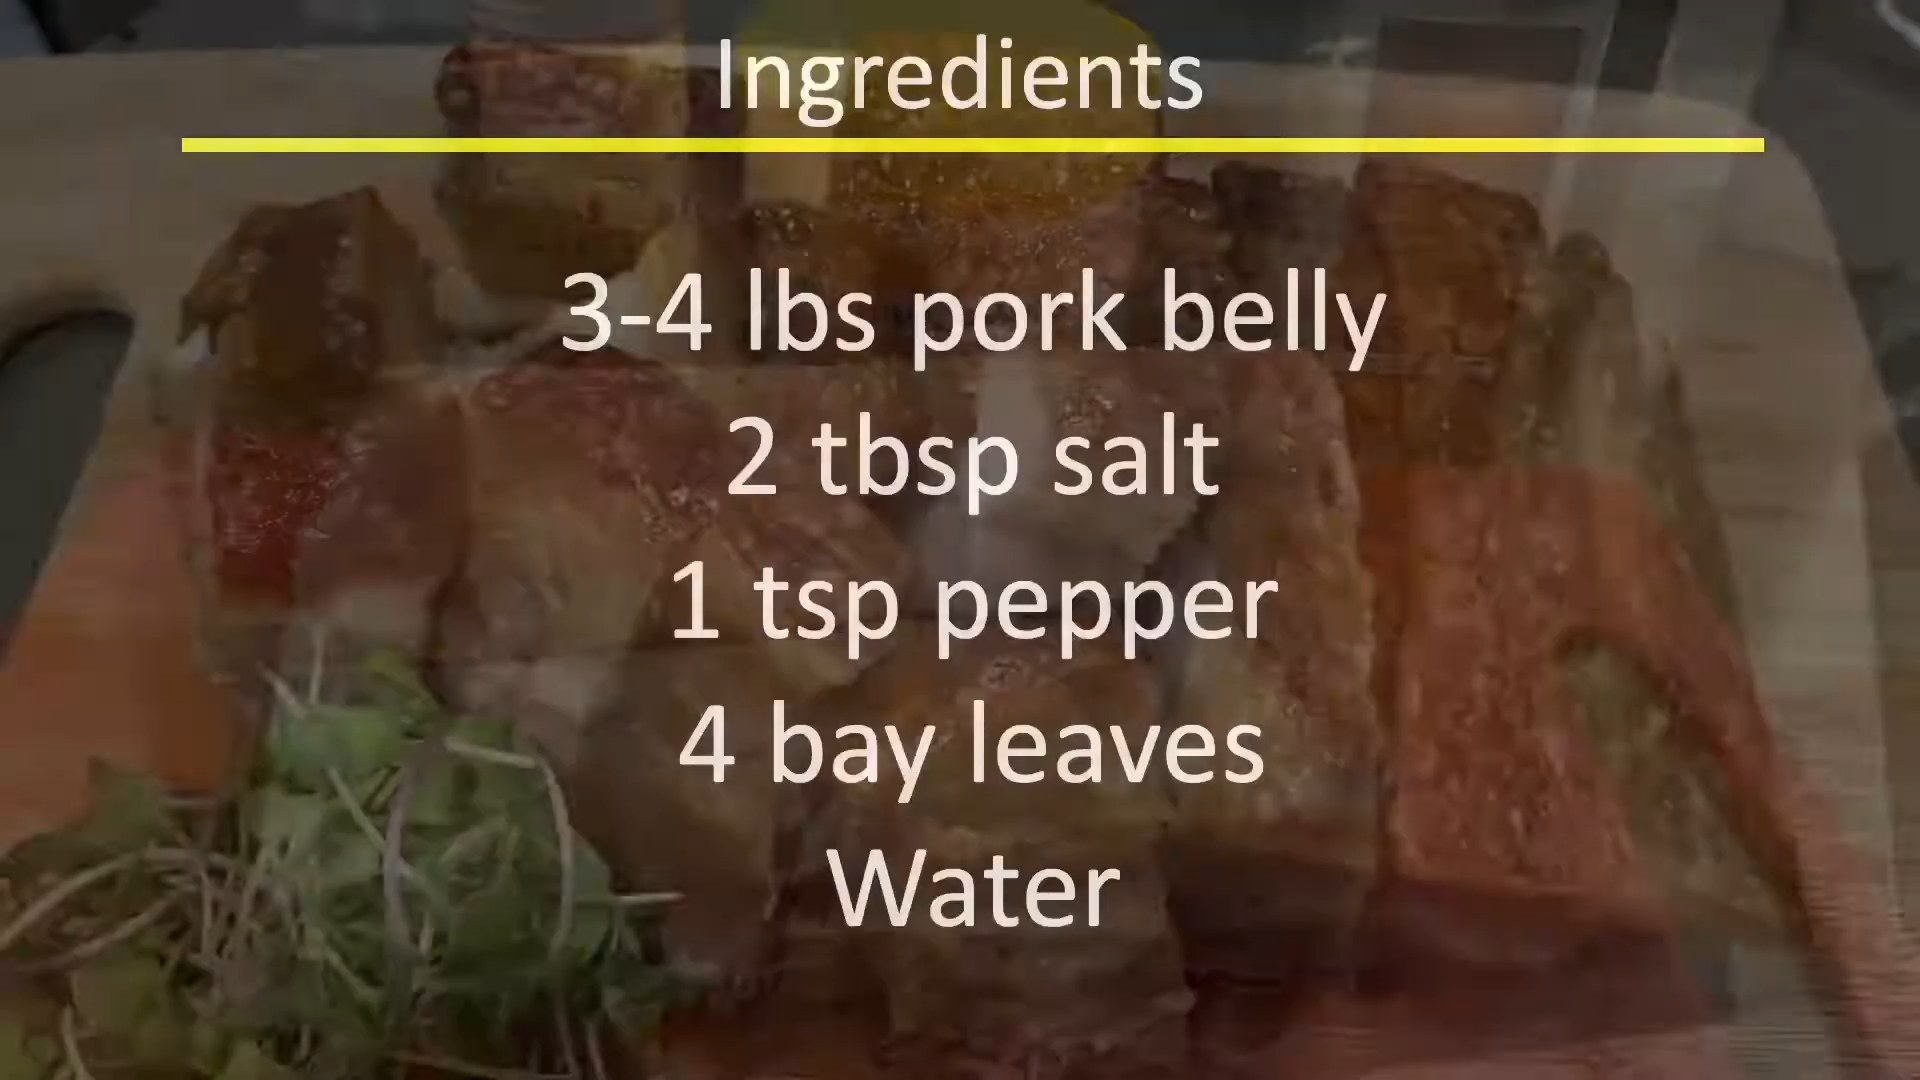 Ingredients
3-4 lbs pork belly
2 tbsp salt
1 tsp pepper
4 bay leaves
Water